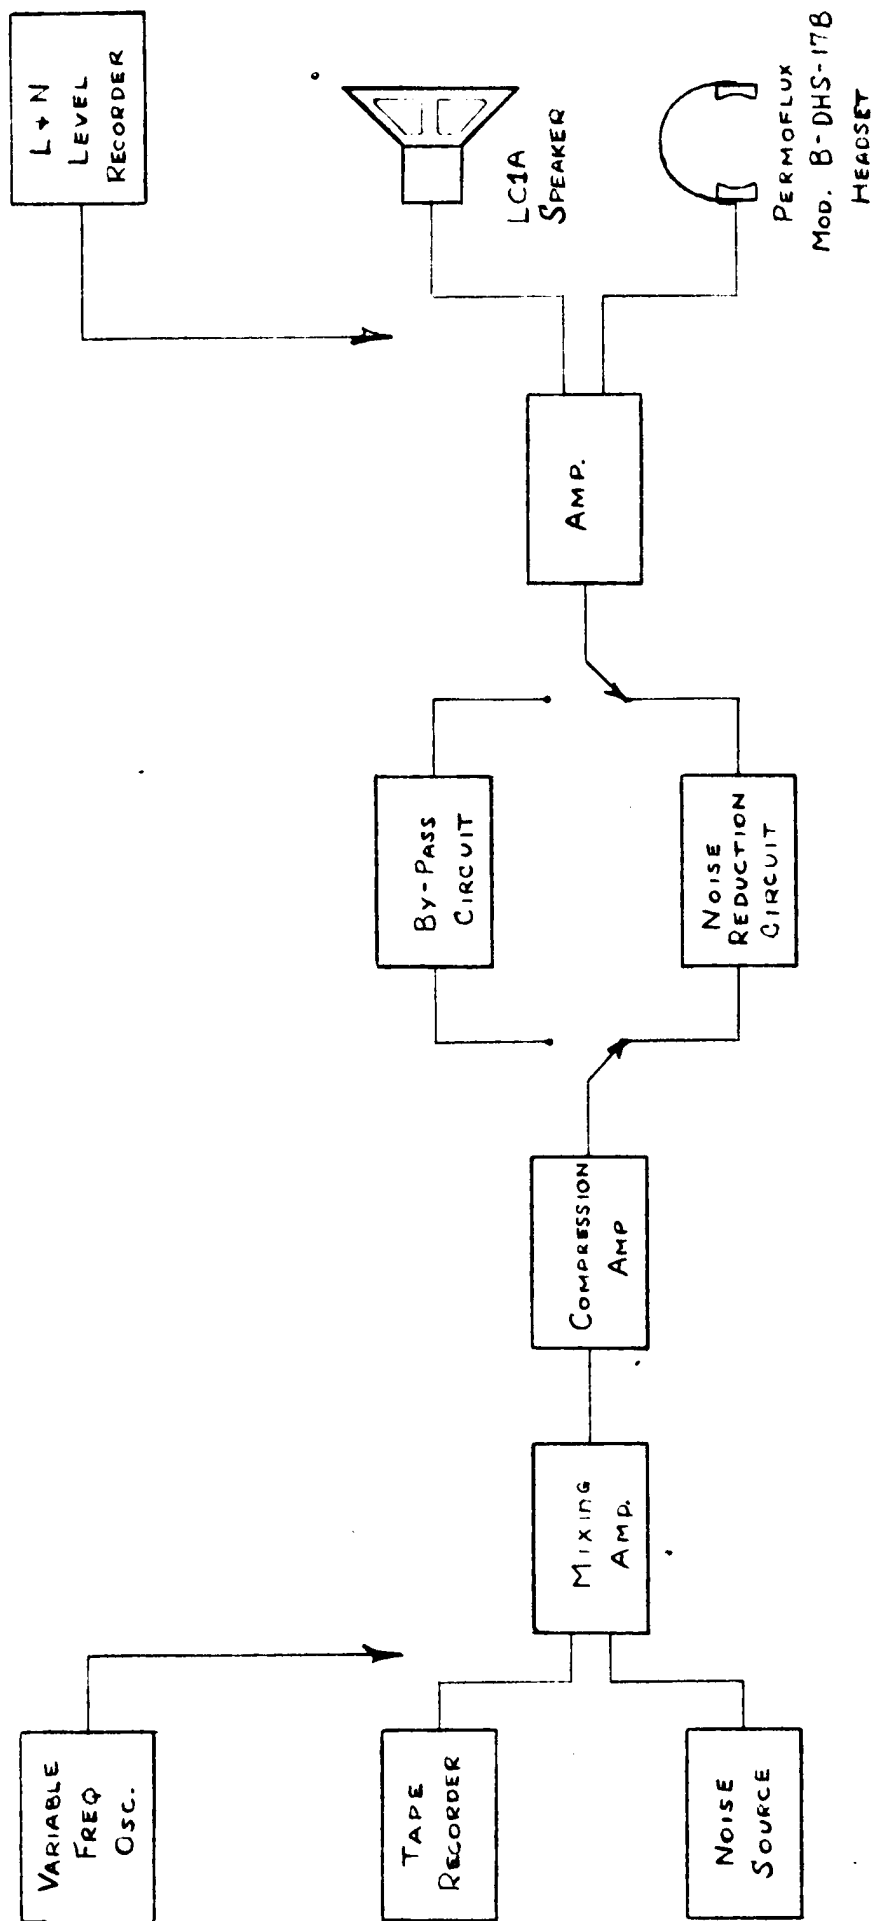 VARIABLE
FREQ
OSC.
TAPE
RECORDER
NOISE
SOURCE
MIXING
AMP.
COMPRESSION
AMP
BY-PASS
CIRCUIT
NOISE
REDUCTION
CIRCUIT
AMP.
L+N
LEVEL
RECORDER
LC1A
SPEAKER
PERMOFLUX
MOD. B-DHS-17B
HEADSET